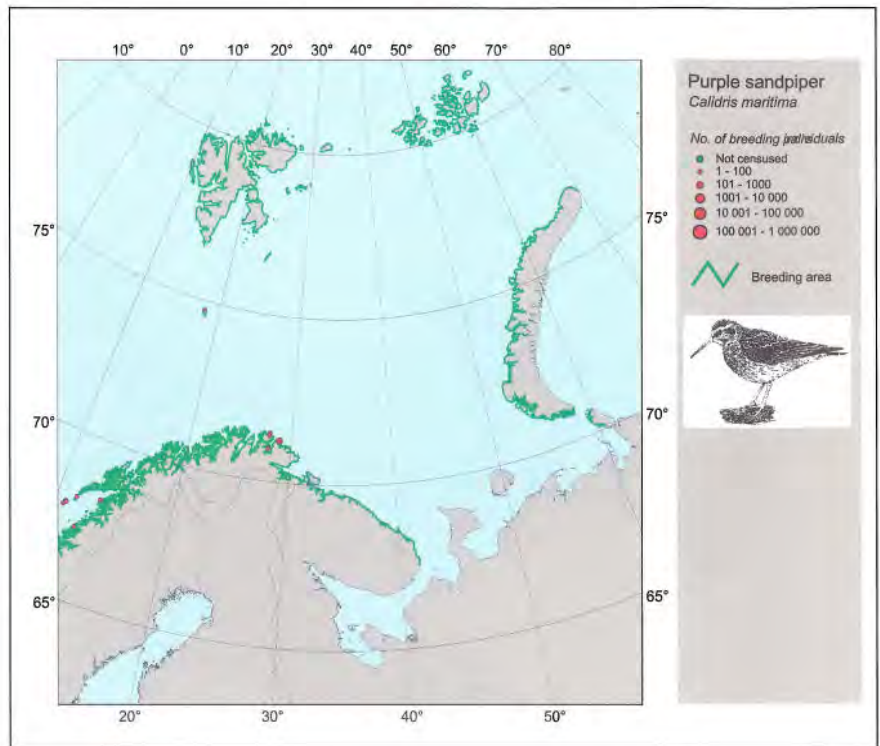 10° 0° 10° 20° 30° 40° 50° 60° 70° 80°
75° 75°
70° 70°
65° 65°
20° 30° 40° 50°
Purple sandpiper
Calidris maritima
No. of breeding individuals
Not censused
1 - 100
101 - 1000
1001 - 10 000
10 001 - 100 000
100 001 - 1 000 000
Breeding area